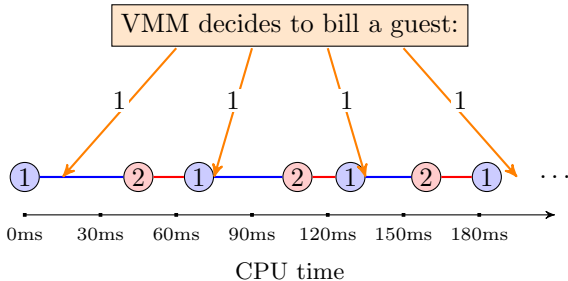 VMM decides to bill a guest:
1 1 1 1
1 2 1 2 1 2 1 ...
0ms 30ms 60ms 90ms 120ms 150ms 180ms
CPU time